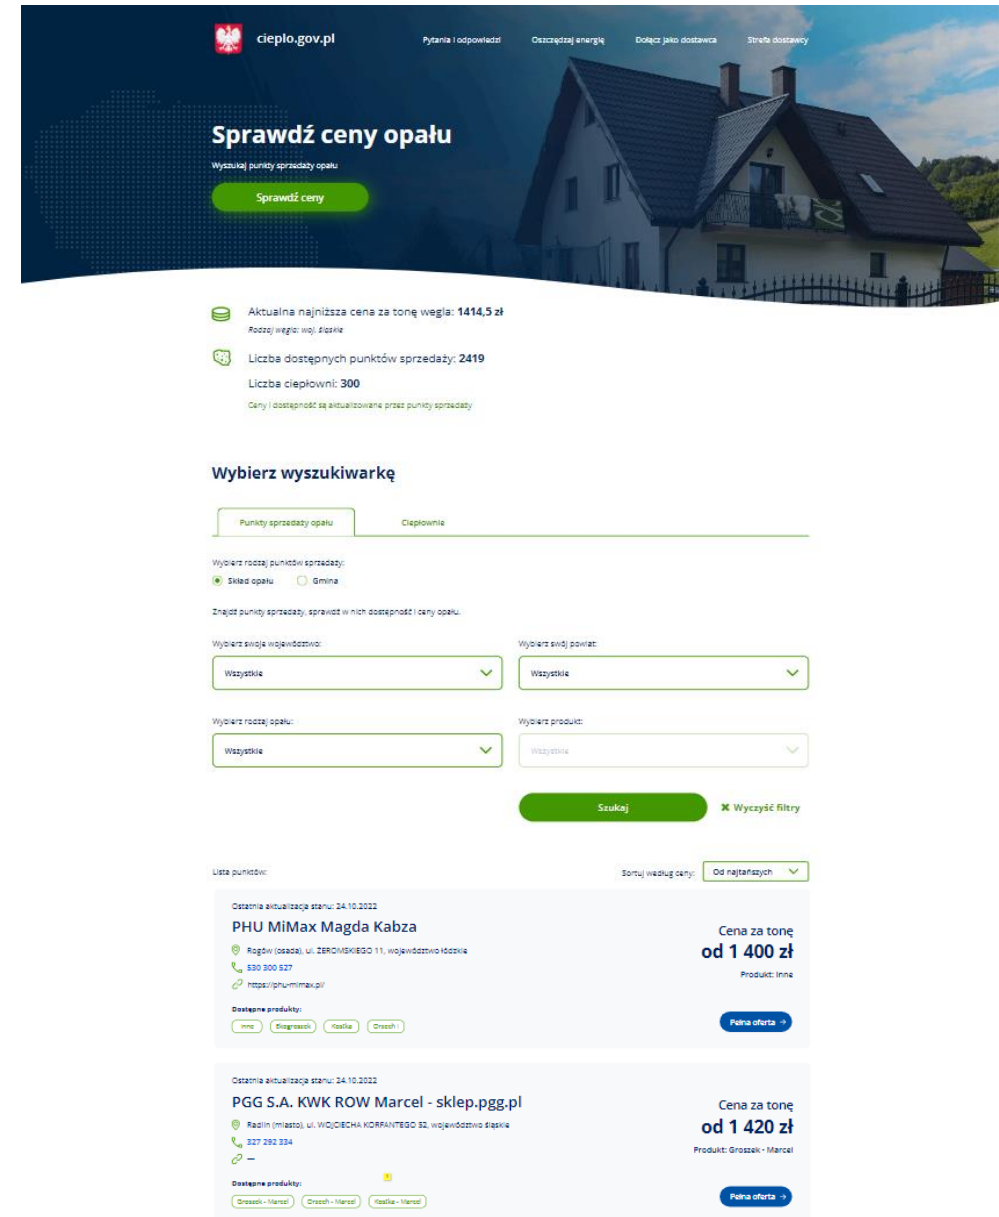 cieplo.gov.pl
Pytania i odpowiedzi
Oszczędzaj energię
Dołącz jako dostawca
Strefa dostawcy
Sprawdź ceny opału
Wyszukaj punkty sprzedaży opału
Sprawdź ceny
Aktualna najniższa cena za tonę węgla: 1414,5 zł
Rodzaj węgla: woj. śląskie
Liczba dostępnych punktów sprzedaży: 2419
Liczba ciepłowni: 300
Ceny i dostępność są aktualizowane przez punkty sprzedaży
Wybierz wyszukiwarkę
Punkty sprzedaży opału
Ciepłownie
Wybierz rodzaj punktów sprzedaży:
Skład opału
Gmina
Znajdź punkty sprzedaży, sprawdź w nich dostępność i ceny opału.
Wybierz swoje województwo:
Wybierz swój powiat:
Wszystkie
Wszystkie
Wybierz rodzaj opału:
Wybierz produkt:
Wszystkie
Wszystkie
Szukaj
✖ Wyczyść filtry
Lista punktów:
Sortuj według ceny:
Od najtańszych
Ostatnia aktualizacja stanu: 24.10.2022
PHU MiMax Magda Kabza
Rogów (osada), ul. ŻEROMSKIEGO 11, województwo łódzkie
530 300 527
https://phu-mimax.pl/
Dostępne produkty:
Inne
Ekogroszek
Kostka
Orzech I
Cena za tonę
od 1 400 zł
Produkt: Inne
Pełna oferta →
Ostatnia aktualizacja stanu: 24.10.2022
PGG S.A. KWK ROW Marcel - sklep.pgg.pl
Radlin (miasto), ul. WOJCIECHA KORFANTEGO 52, województwo śląskie
327 292 334
—
Dostępne produkty:
Groszek - Marcel
Orzech - Marcel
Kostka - Marcel
Cena za tonę
od 1 420 zł
Produkt: Groszek - Marcel
Pełna oferta →